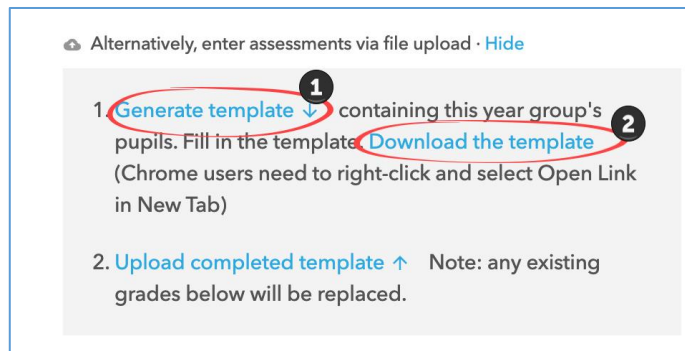 Alternatively, enter assessments via file upload · Hide
1
1. Generate template ↓ containing this year group's
2
pupils. Fill in the template. Download the template
(Chrome users need to right-click and select Open Link
in New Tab)
2. Upload completed template ↑ Note: any existing
grades below will be replaced.